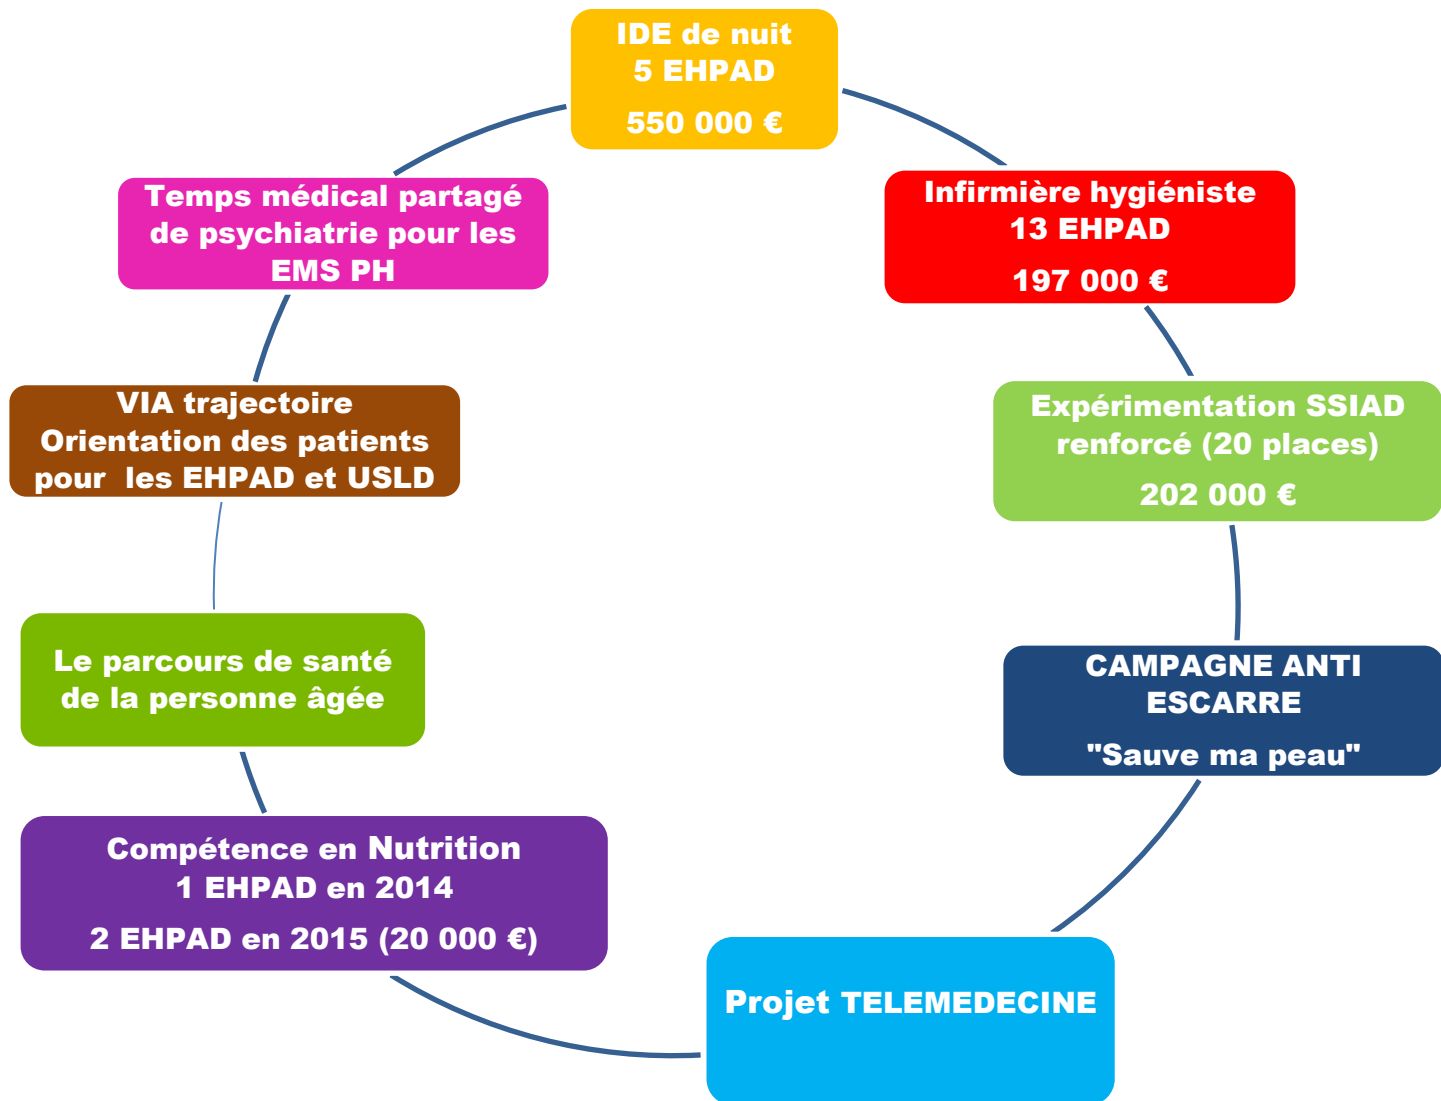 IDE de nuit
5 EHPAD
550 000 €
Infirmière hygiéniste
13 EHPAD
197 000 €
Expérimentation SSIAD
renforcé (20 places)
202 000 €
CAMPAGNE ANTI
ESCARRE
"Sauve ma peau"
Projet TELEMEDECINE
Compétence en Nutrition
1 EHPAD en 2014
2 EHPAD en 2015 (20 000 €)
Le parcours de santé
de la personne âgée
VIA trajectoire
Orientation des patients
pour les EHPAD et USLD
Temps médical partagé
de psychiatrie pour les
EMS PH